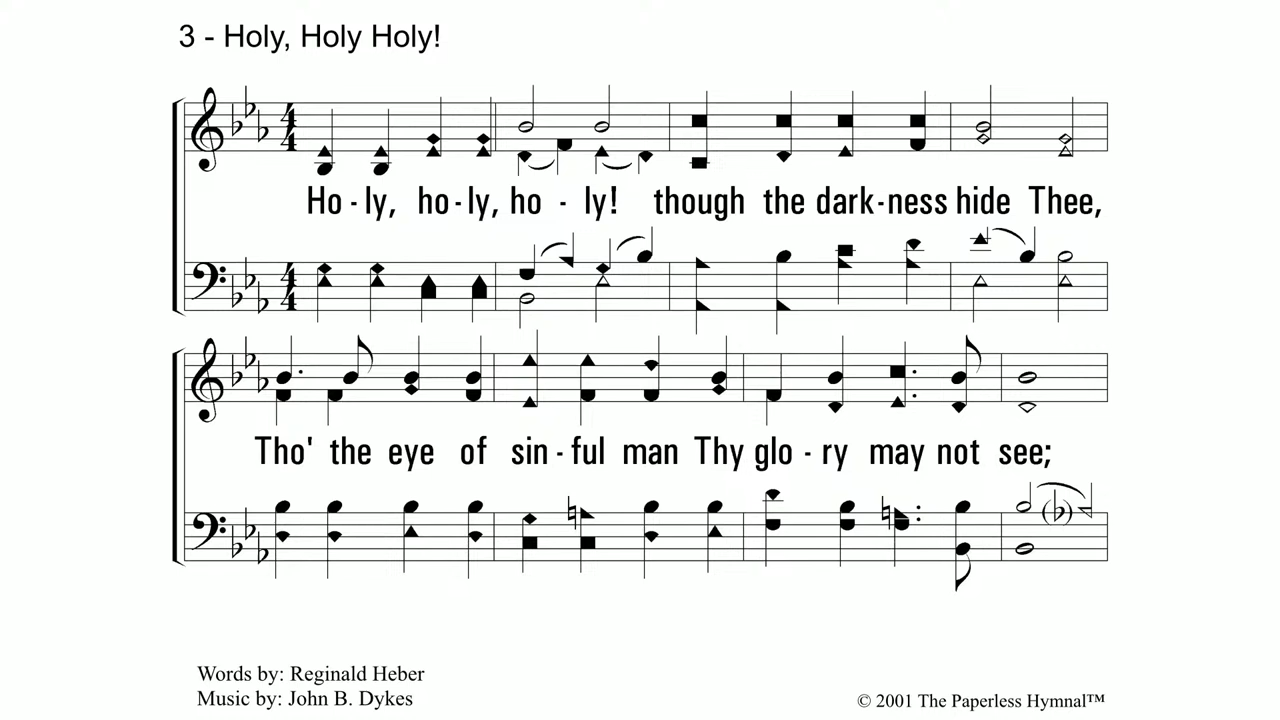 3 - Holy, Holy Holy!
Ho - ly, ho - ly, ho - ly! though the dark - ness hide Thee,
Tho' the eye of sin - ful man Thy glo - ry may not see;
Words by: Reginald Heber
Music by: John B. Dykes
© 2001 The Paperless Hymnal™